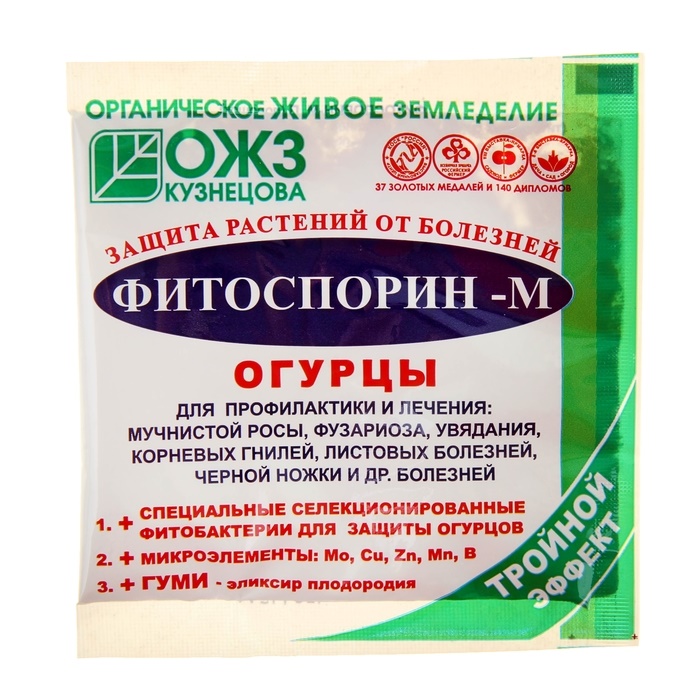 ОРГАНИЧЕСКОЕ ЖИВОЕ ЗЕМЛЕДЕЛИЕ
ОЖЗ
КУЗНЕЦОВА
37 ЗОЛОТЫХ МЕДАЛЕЙ И 140 ДИПЛОМОВ
ЗАЩИТА РАСТЕНИЙ ОТ БОЛЕЗНЕЙ
ФИТОСПОРИН -М
ОГУРЦЫ
ДЛЯ ПРОФИЛАКТИКИ И ЛЕЧЕНИЯ:
МУЧНИСТОЙ РОСЫ, ФУЗАРИОЗА, УВЯДАНИЯ,
КОРНЕВЫХ ГНИЛЕЙ, ЛИСТОВЫХ БОЛЕЗНЕЙ,
ЧЕРНОЙ НОЖКИ И ДР. БОЛЕЗНЕЙ
1. + СПЕЦИАЛЬНЫЕ СЕЛЕКЦИОНИРОВАННЫЕ
ФИТОБАКТЕРИИ ДЛЯ ЗАЩИТЫ ОГУРЦОВ
2. + МИКРОЭЛЕМЕНТЫ: Mo, Cu, Zn, Mn, B
3. + ГУМИ - эликсир плодородия
ТРОЙНОЙ
ЭФФЕКТ